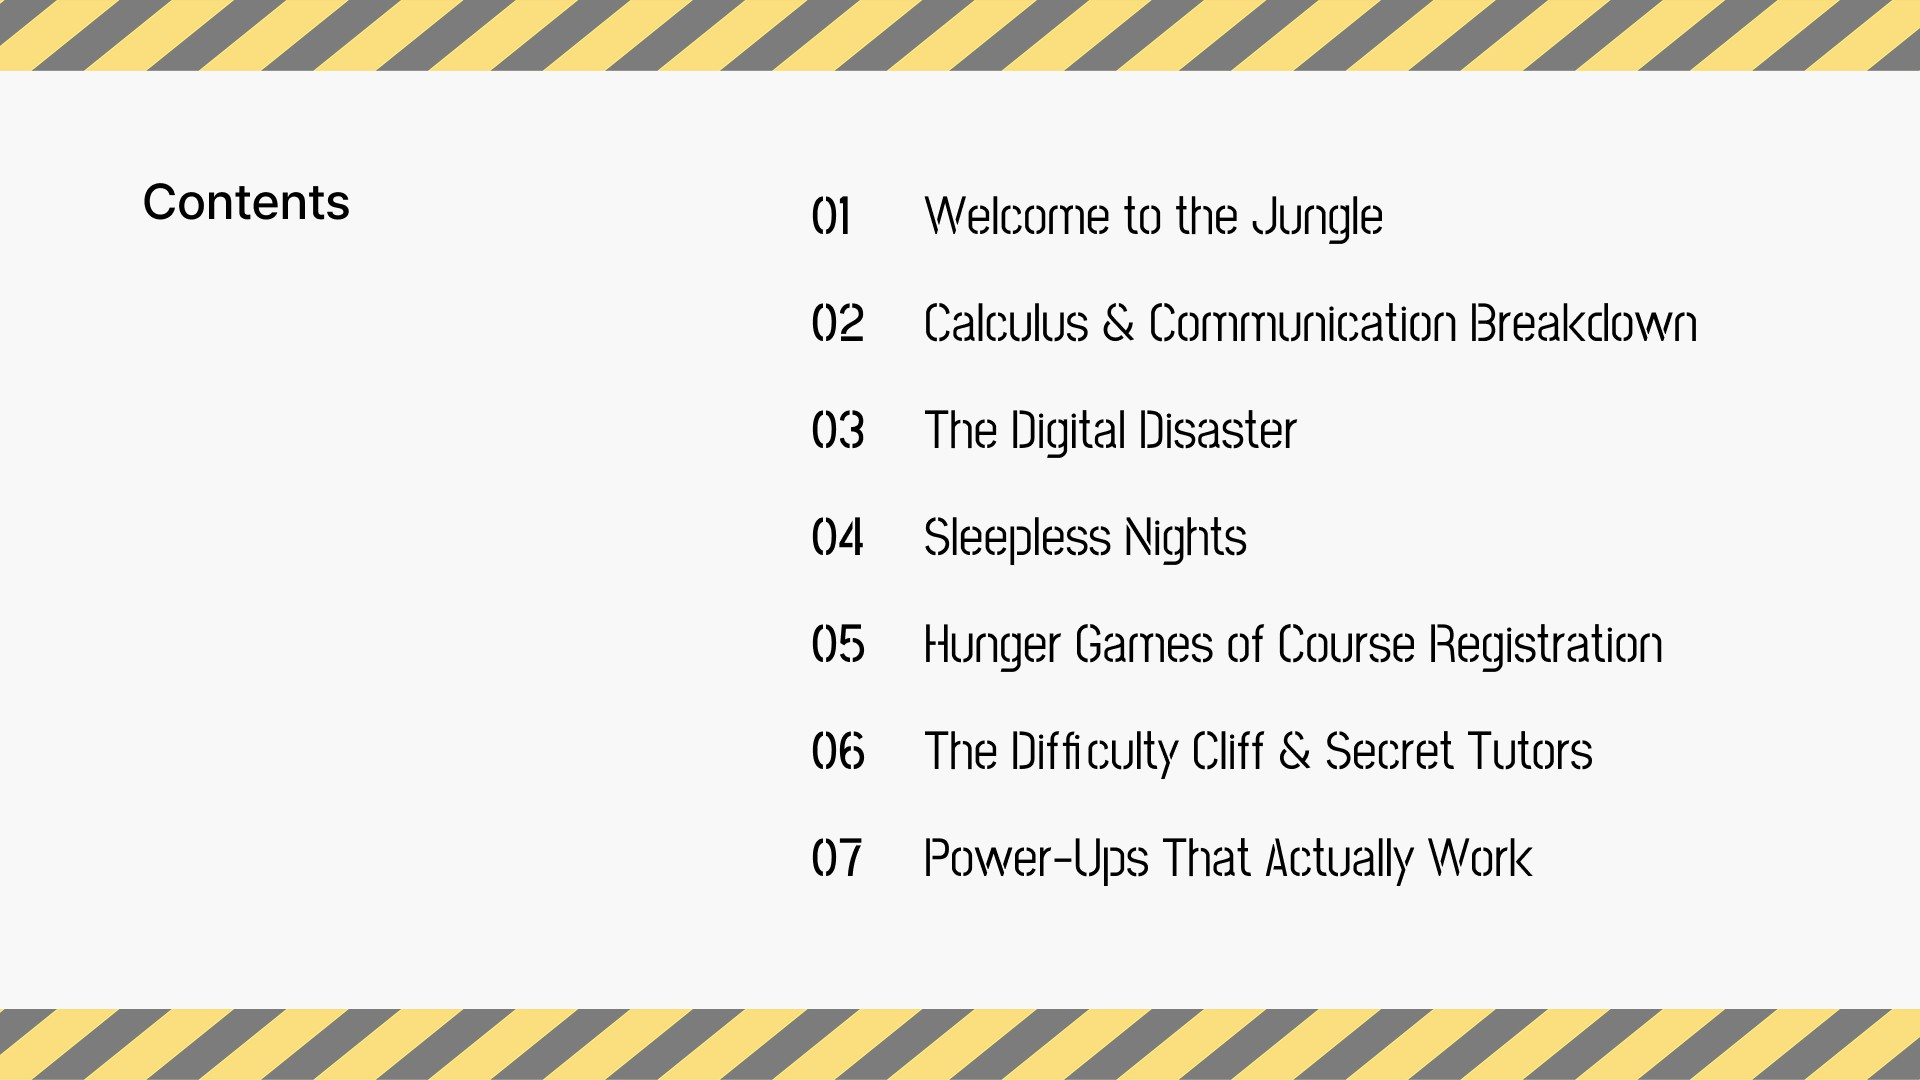 Contents
01 Welcome to the Jungle
02 Calculus & Communication Breakdown
03 The Digital Disaster
04 Sleepless Nights
05 Hunger Games of Course Registration
06 The Difficulty Cliff & Secret Tutors
07 Power-Ups That Actually Work